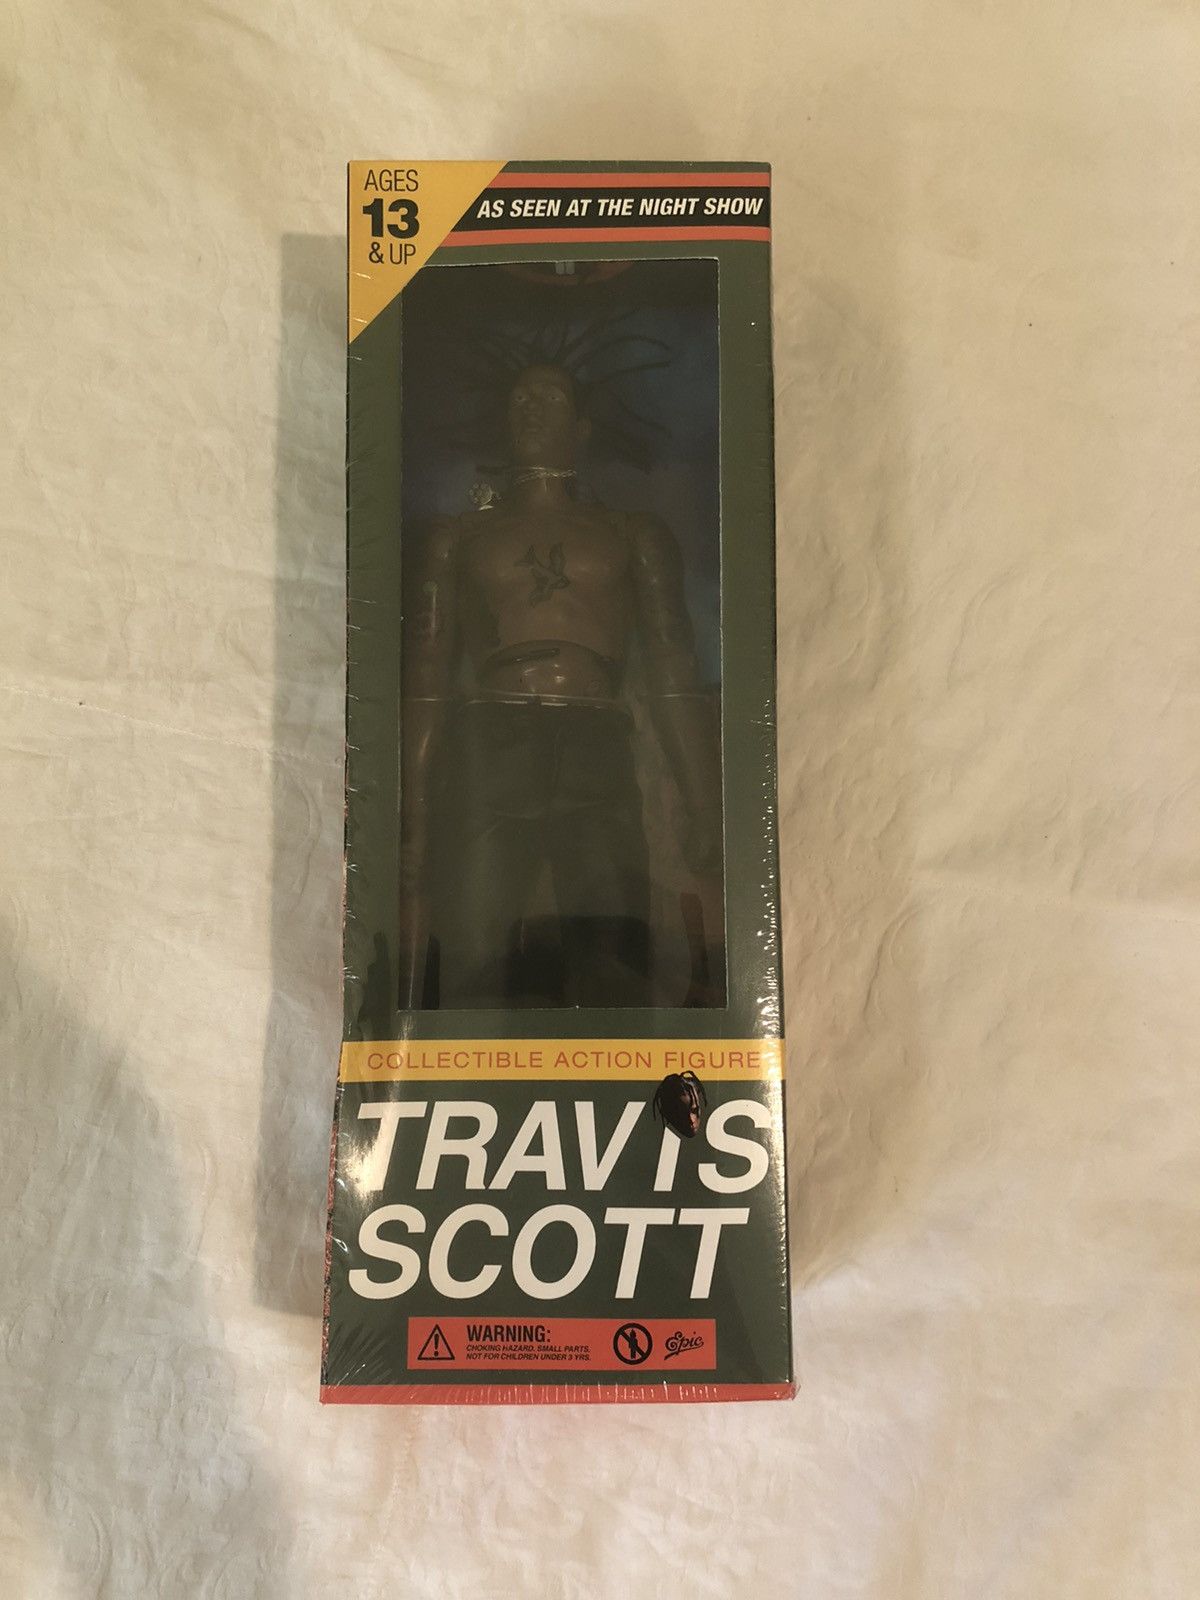 AGES
13
& UP
AS SEEN AT THE NIGHT SHOW
COLLECTIBLE ACTION FIGURE
TRAVIS
SCOTT
WARNING:
CHOKING HAZARD. SMALL PARTS.
NOT FOR CHILDREN UNDER 3 YRS.
Epic